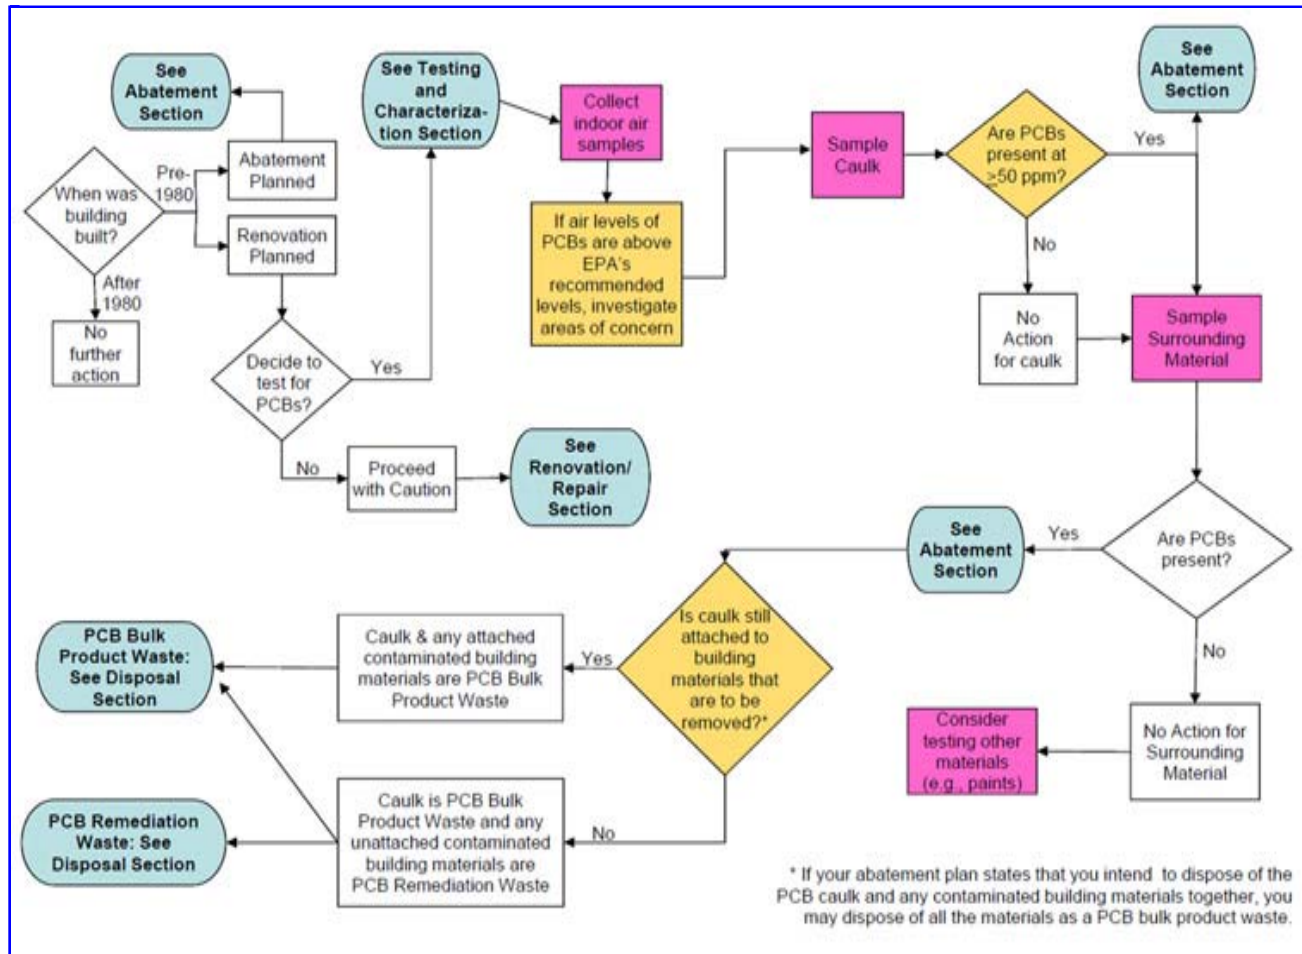 See
Abatement
Section
When was
building
built?
Pre-
1980
Abatement
Planned
Renovation
Planned
After
1980
No
further
action
Decide to
test for
PCBs?
Yes
See Testing
and
Characteriza-
tion Section
No
Proceed
with Caution
See
Renovation/
Repair
Section
Collect
indoor air
samples
If air levels of
PCBs are above
EPA's
recommended
levels, investigate
areas of concern
Sample
Caulk
Are PCBs
present at
≥50 ppm?
Yes
See
Abatement
Section
No
No
Action
for caulk
Sample
Surrounding
Material
Are PCBs
present?
Yes
See
Abatement
Section
No
No Action for
Surrounding
Material
Consider
testing other
materials
(e.g., paints)
Is caulk still
attached to
building
materials that
are to be
removed?*
Yes
Caulk & any attached
contaminated building
materials are PCB Bulk
Product Waste
PCB Bulk
Product Waste:
See Disposal
Section
No
Caulk is PCB Bulk
Product Waste and any
unattached contaminated
building materials are
PCB Remediation Waste
PCB Remediation
Waste: See
Disposal Section
* If your abatement plan states that you intend to dispose of the
PCB caulk and any contaminated building materials together, you
may dispose of all the materials as a PCB bulk product waste.